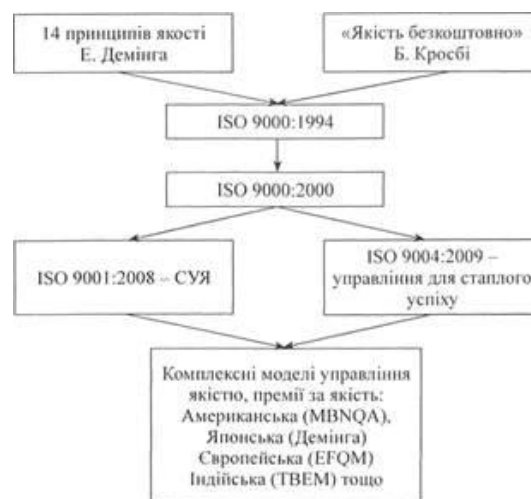 14 принципів якості
Е. Демінга
«Якість безкоштовно»
Б. Кросбі
ISO 9000:1994
ISO 9000:2000
ISO 9001:2008 – СУЯ
ISO 9004:2009 –
управління для стаплого
успіху
Комплексні моделі управління
якістю, премії за якість:
Американська (MBNQA),
Японська (Демінга)
Європейська (EFQM)
Індійська (TBEM) тощо